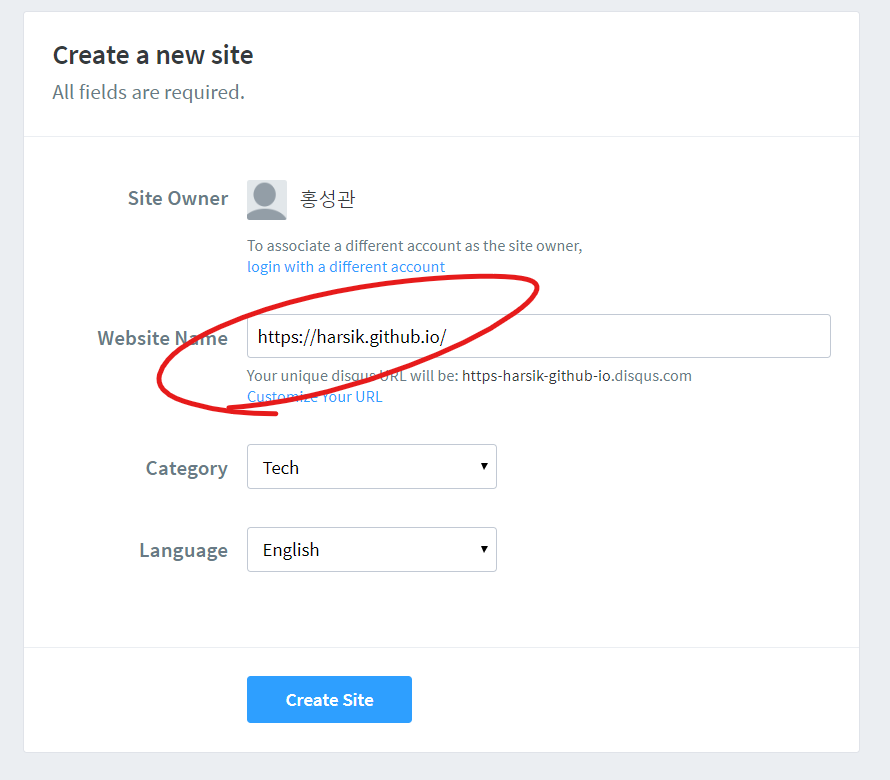 Create a new site
All fields are required.
Site Owner 홍성관
To associate a different account as the site owner,
login with a different account
Website Name https://harsik.github.io/
Your unique disqus URL will be: https-harsik-github-io.disqus.com
Customize Your URL
Category Tech
Language English
Create Site